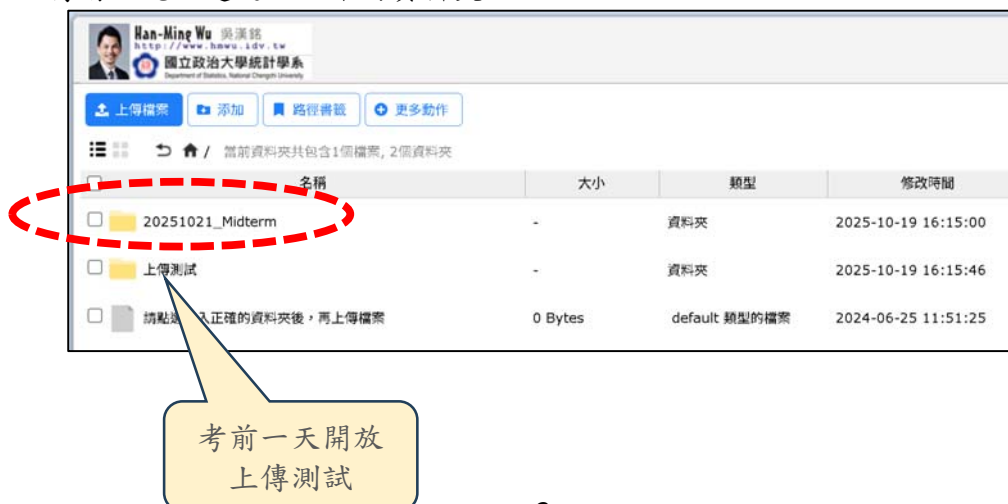 Han-Ming Wu 吳漢銘
http://www.hmwu.idv.tw
國立政治大學統計學系
Department of Statistics, National Chengchi University
上傳檔案 添加 路徑書籤 更多動作
/ 當前資料夾共包含1個檔案, 2個資料夾
名稱 大小 類型 修改時間
20251021_Midterm - 資料夾 2025-10-19 16:15:00
上傳測試 - 資料夾 2025-10-19 16:15:46
請點選 入正確的資料夾後，再上傳檔案 0 Bytes default 類型的檔案 2024-06-25 11:51:25
考前一天開放
上傳測試